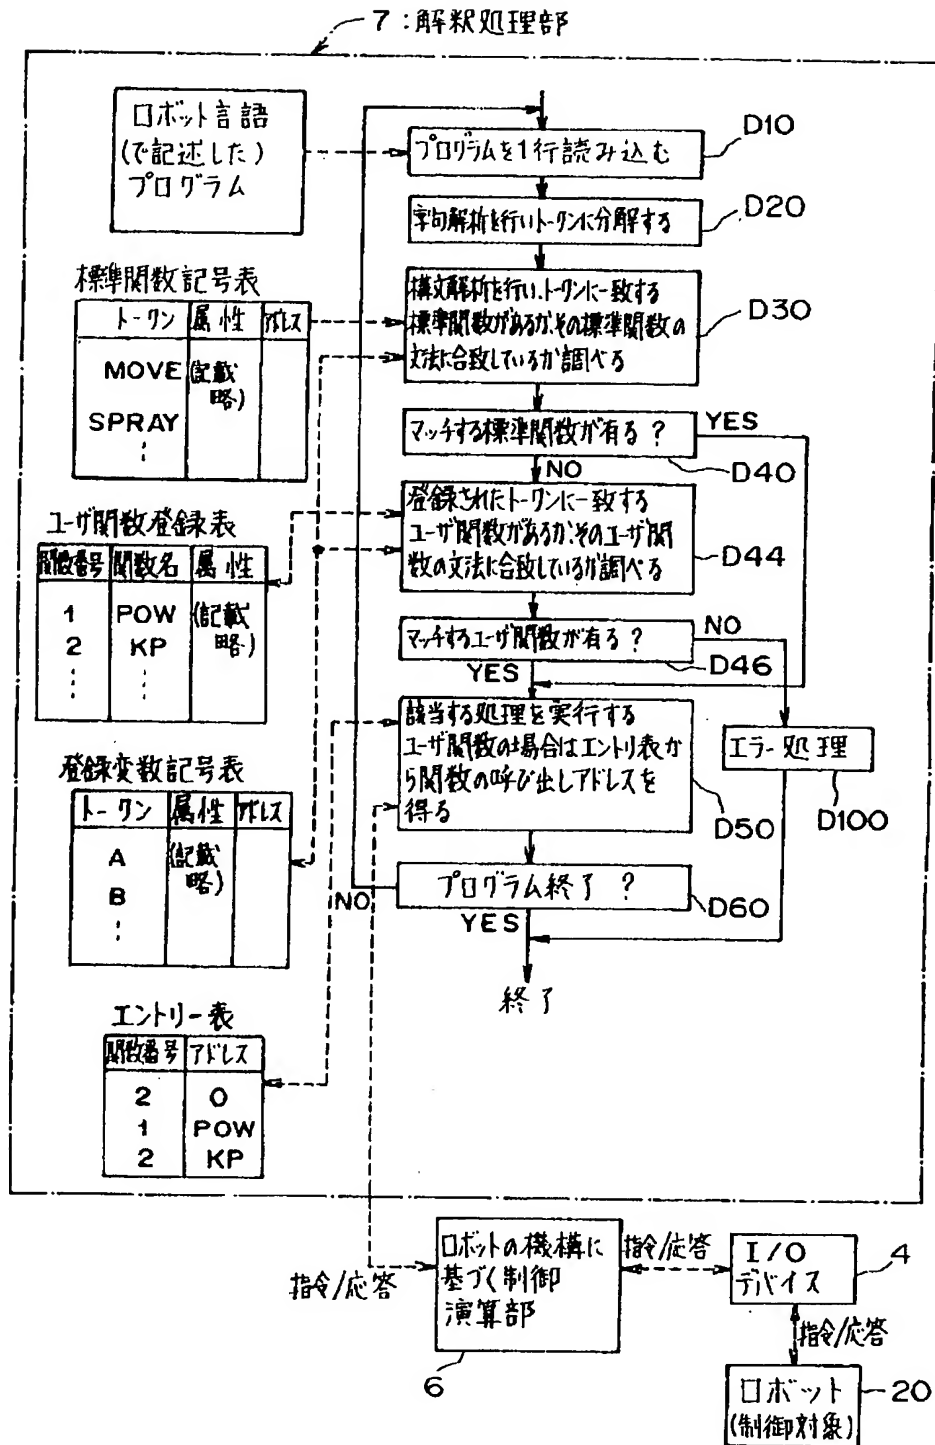 7:解釈処理部
ロボット言語
(で記述した)
プログラム
プログラムを1行読み込む
D10
字句解析を行いトークンに分解する
D20
標準関数記号表
トークン 属性 アドレス
MOVE (記載
略)
SPRAY
⋮
構文解析を行い、トークンに一致する
標準関数があるか、その標準関数の
文法に合致しているか調べる
D30
マッチする標準関数が有る?
YES
D40
NO
ユーザ関数登録表
関数番号 関数名 属性
1 POW (記載
2 KP 略)
⋮ ⋮
登録されたトークンに一致する
ユーザ関数があるか、そのユーザ関
数の文法に合致しているか調べる
D44
マッチするユーザ関数が有る?
NO
D46
YES
登録変数記号表
トークン 属性 アドレス
A (記載
B 略)
⋮
該当する処理を実行する
ユーザ関数の場合はエントリ表か
ら関数の呼び出しアドレスを
得る
D50
エラー処理
D100
プログラム終了?
NO
D60
YES
終了
エントリー表
関数番号 アドレス
2 0
1 POW
2 KP
指令/応答
ロボットの機構に
基づく制御
演算部
6
指令/応答
I/O
デバイス
4
指令/応答
ロボット
(制御対象)
20